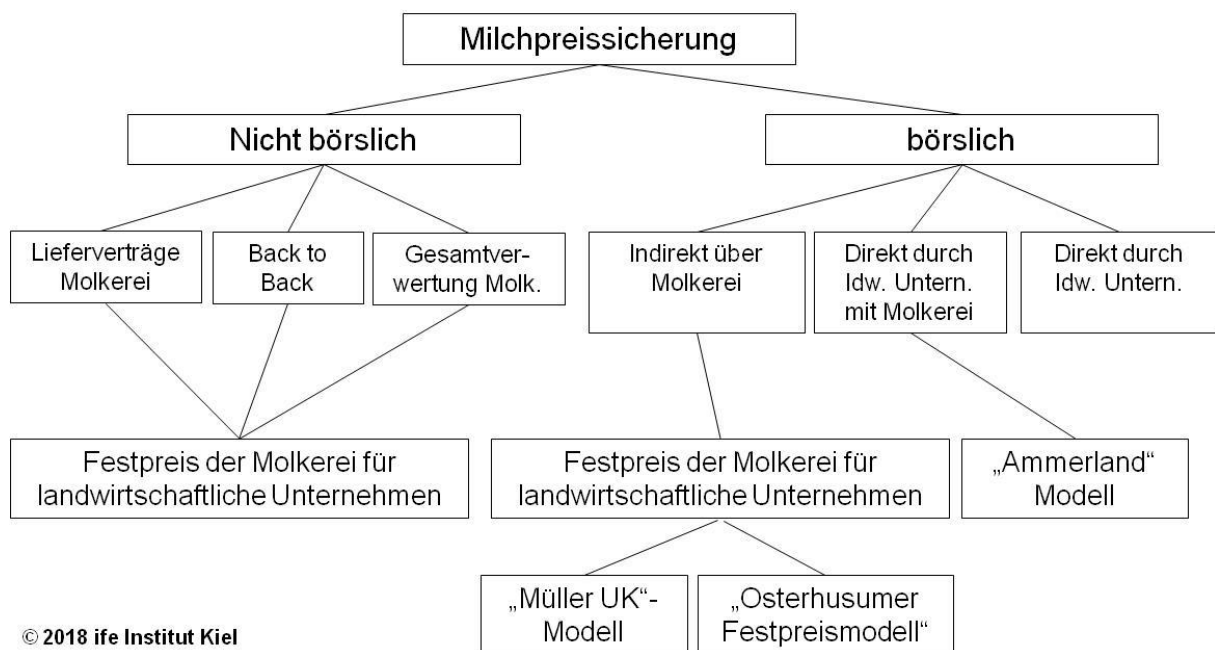 Milchpreissicherung
Nicht börslich
börslich
Lieferverträge
Molkerei
Back to
Back
Gesamtver-
wertung Molk.
Indirekt über
Molkerei
Direkt durch
ldw. Untern.
mit Molkerei
Direkt durch
ldw. Untern.
Festpreis der Molkerei für
landwirtschaftliche Unternehmen
Festpreis der Molkerei für
landwirtschaftliche Unternehmen
„Ammerland“
Modell
„Müller UK“-
Modell
„Osterhusumer
Festpreismodell“
© 2018 ife Institut Kiel